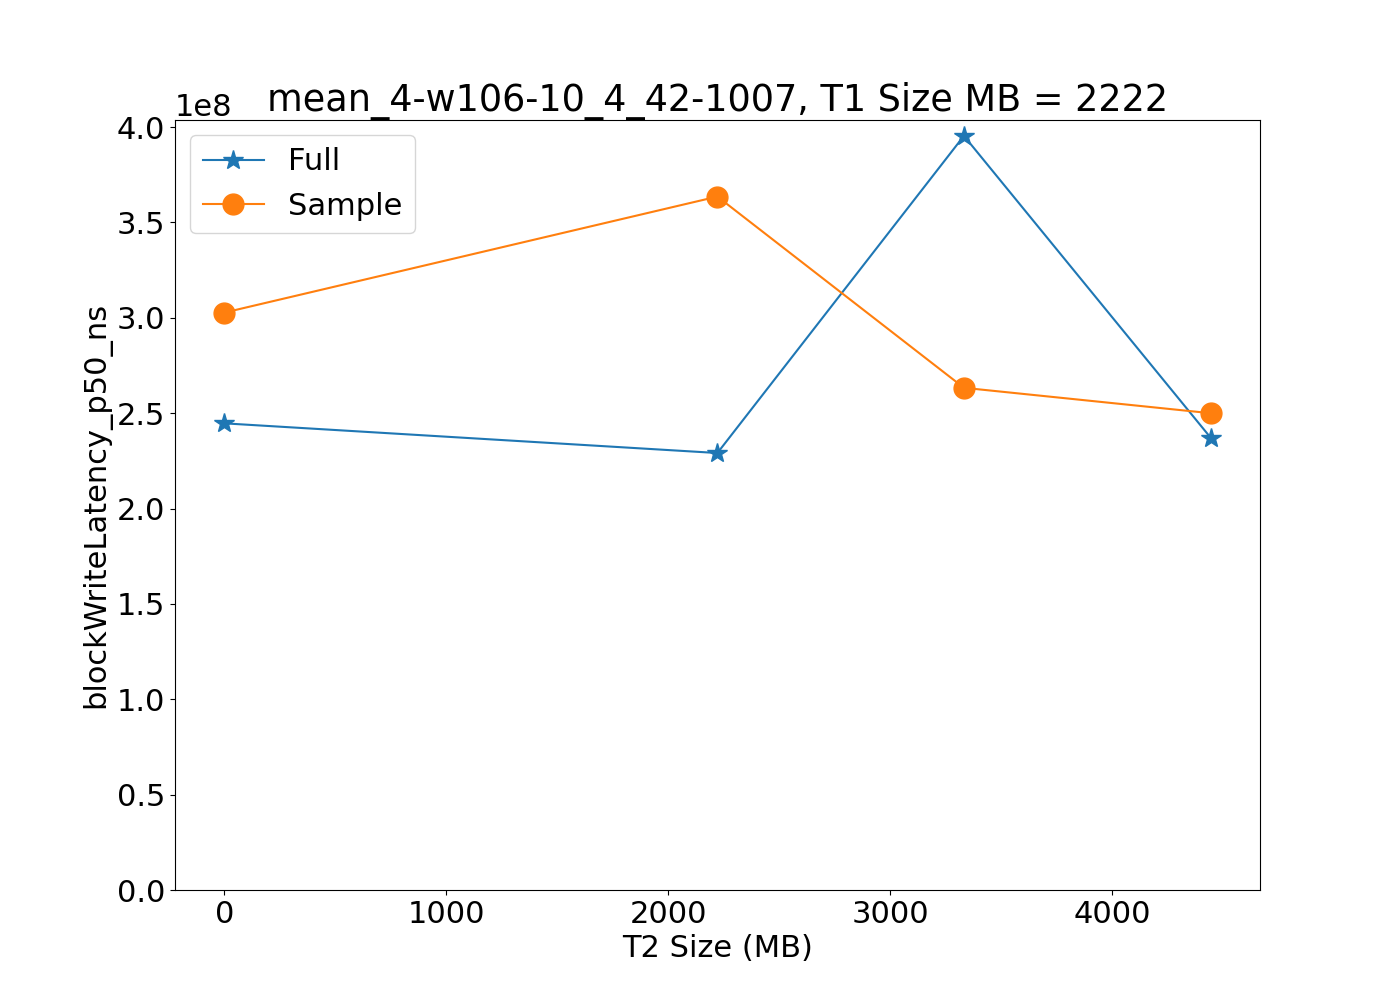 1e8
mean_4-w106-10_4_42-1007, T1 Size MB = 2222
4.0
3.5
3.0
2.5
2.0
1.5
1.0
0.5
0.0
Full
Sample
blockWriteLatency_p50_ns
0
1000
2000
3000
4000
T2 Size (MB)